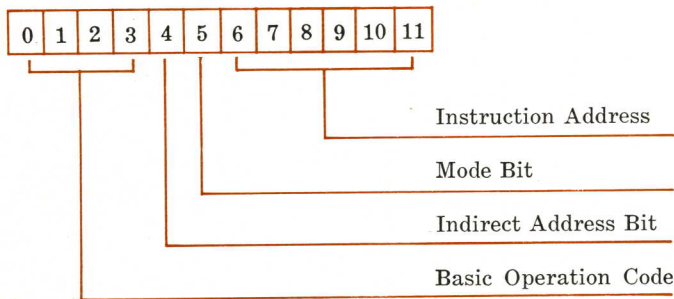 0 1 2 3 4 5 6 7 8 9 10 11
Instruction Address
Mode Bit
Indirect Address Bit
Basic Operation Code